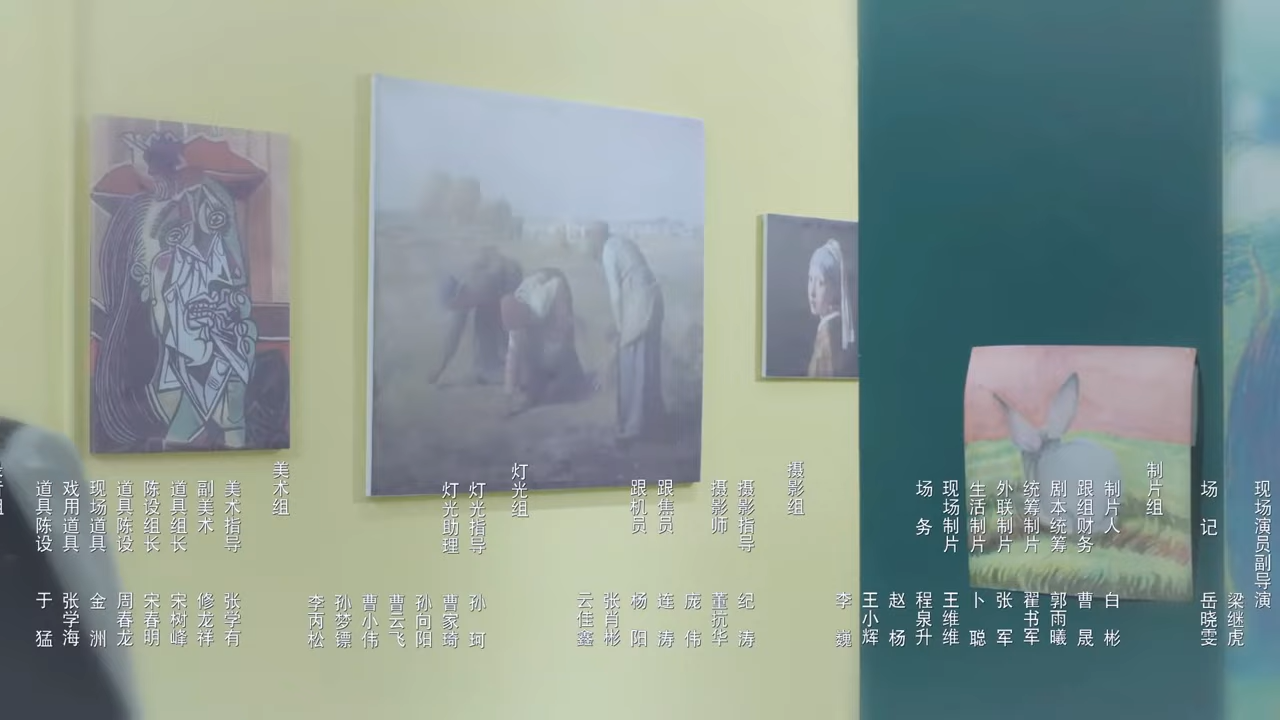 现场演员副导演
梁继虎
场记
岳晓雯
制片组
制片人
白彬
跟组财务
曹晟
剧本统筹
郭雨曦
统筹制片
翟书军
外联制片
张军
生活制片
卜聪
现场制片
王维维
程泉升
场务
赵杨
王小辉
李巍
摄影组
摄影指导
纪涛
摄影师
董抗华
庞伟
跟焦员
连涛
跟机员
杨阳
张肖彬
云佳鑫
灯光组
灯光指导
孙珂
灯光助理
曹家琦
孙向阳
曹云飞
曹小伟
孙梦镖
李丙松
美术组
美术指导
张学有
副美术
修龙祥
道具组长
宋树峰
陈设组长
宋春明
道具陈设
周春龙
现场道具
金洲
戏用道具
张学海
道具陈设
于猛